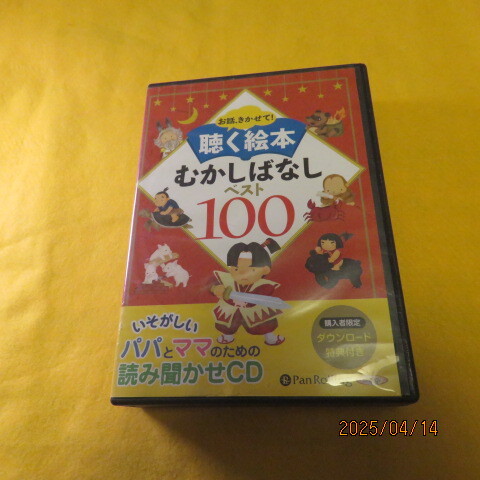 お話、きかせて!
聴く絵本
むかしばなし
ベスト
100
いそがしい
パパとママのための
読み聞かせCD
購入者限定
ダウンロード
特典付き
Pan Ro
2025/04/14